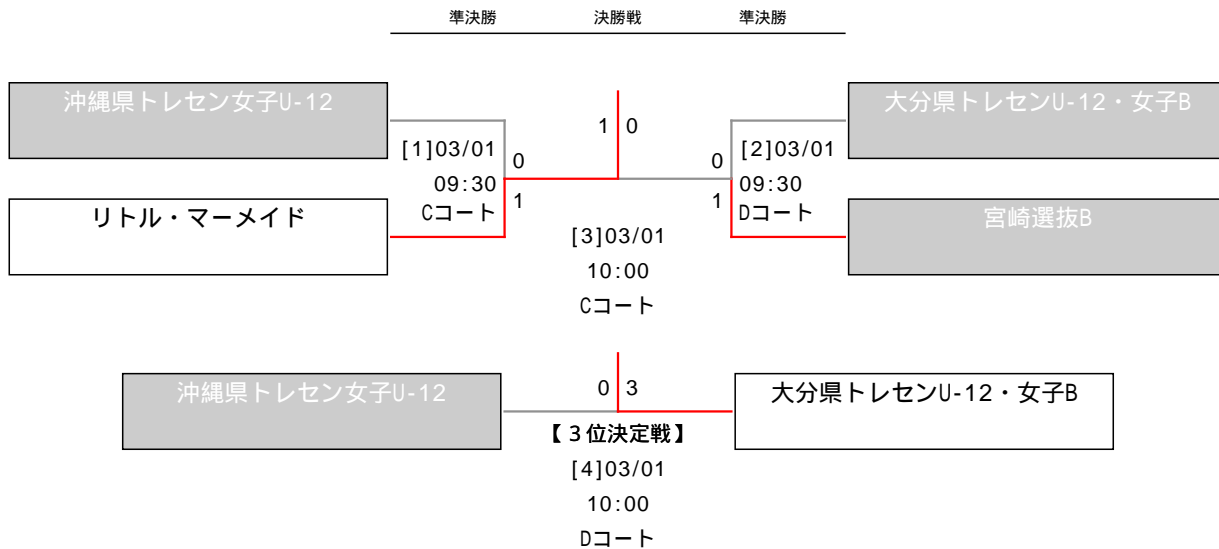 準決勝 決勝戦 準決勝
沖縄県トレセン女子U-12
大分県トレセンU-12・女子B
1 0
[1]03/01 0
0 [2]03/01
09:30 1
1 09:30
Cコート
Dコート
リトル・マーメイド
宮崎選抜B
[3]03/01
10:00
Cコート
沖縄県トレセン女子U-12
0 3
大分県トレセンU-12・女子B
【３位決定戦】
[4]03/01
10:00
Dコート